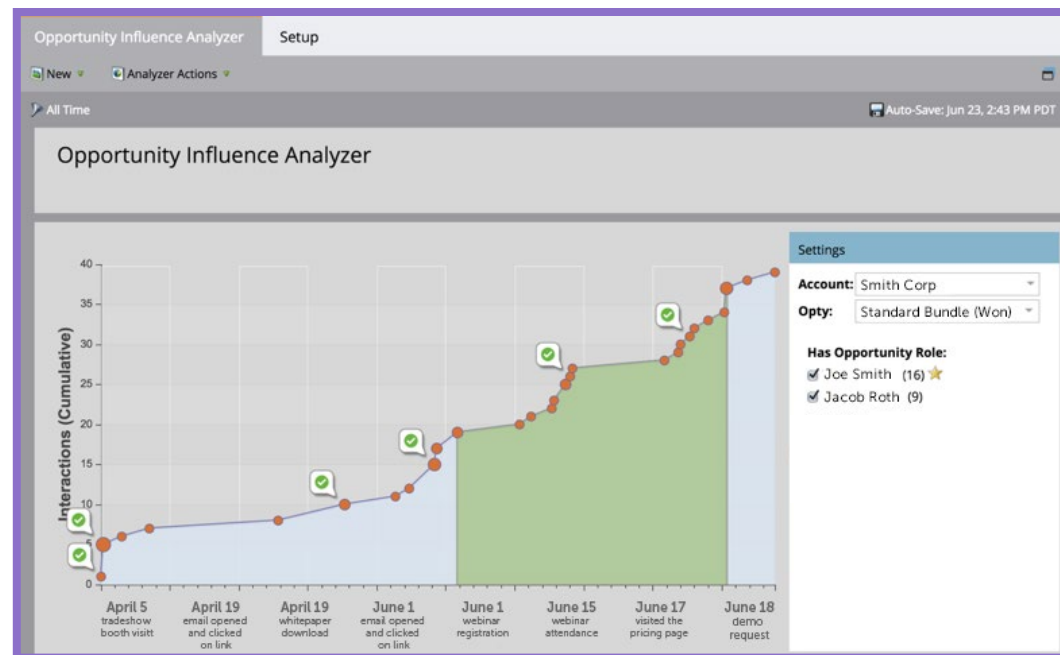 Opportunity Influence Analyzer
Setup
New
Analyzer Actions
All Time
Auto-Save: Jun 23, 2:43 PM PDT
Opportunity Influence Analyzer
Interactions (Cumulative)
40
35
30
25
20
15
10
5
0
April 5
tradeshow
booth visitt
April 19
email opened
and clicked
on link
April 19
whitepaper
download
June 1
email opened
and clicked
on link
June 1
webinar
registration
June 15
webinar
attendance
June 17
visited the
pricing page
June 18
demo
request
Settings
Account: Smith Corp
Opty: Standard Bundle (Won)
Has Opportunity Role:
Joe Smith (16)
Jacob Roth (9)